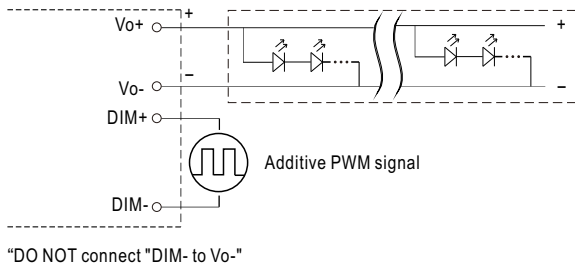 Vo+
+
+
Vo-
−
−
DIM+
Additive PWM signal
DIM-
“DO NOT connect "DIM- to Vo-"